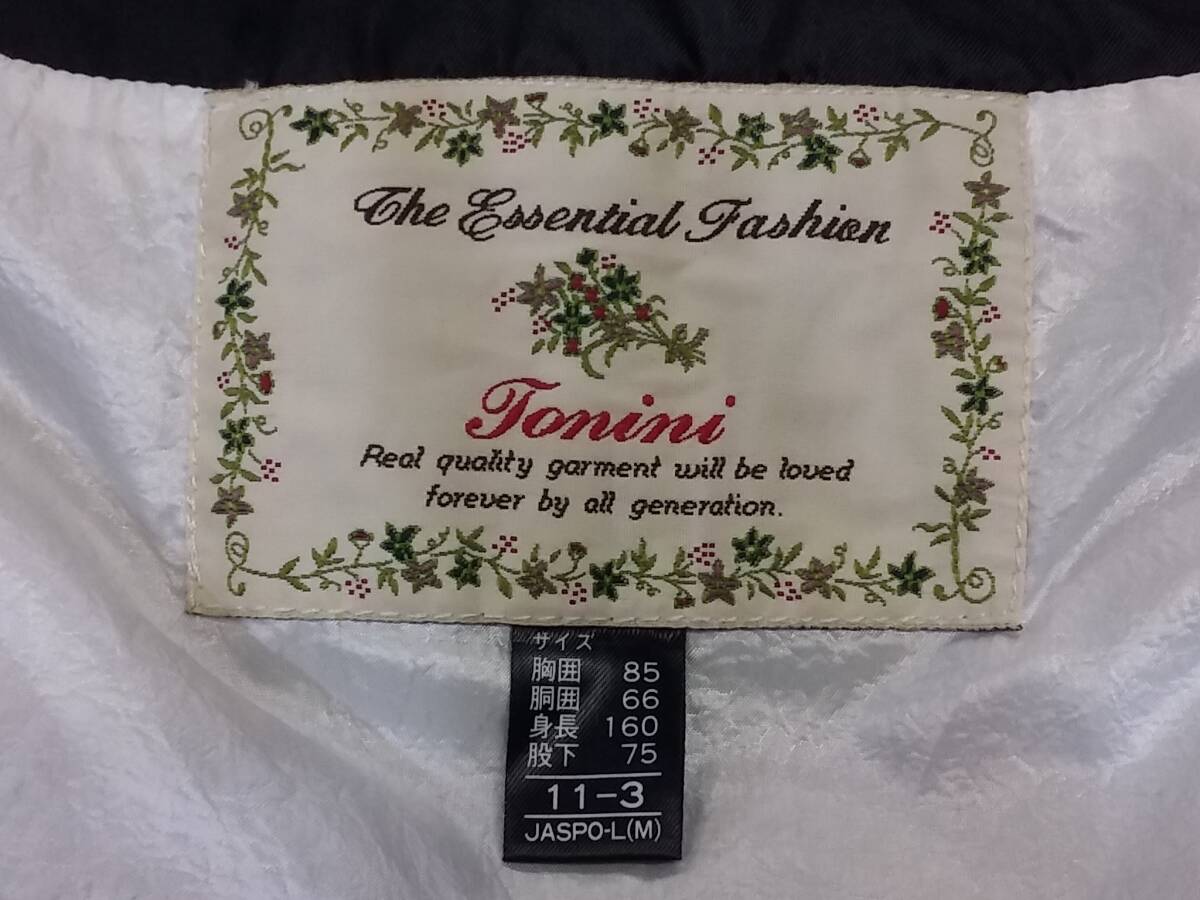 The Essential Fashion
Tonini
Real quality garment will be loved
forever by all generation.
サイズ
胸囲 85
胴囲 66
身長 160
股下 75
11-3
JASPO-L(M)